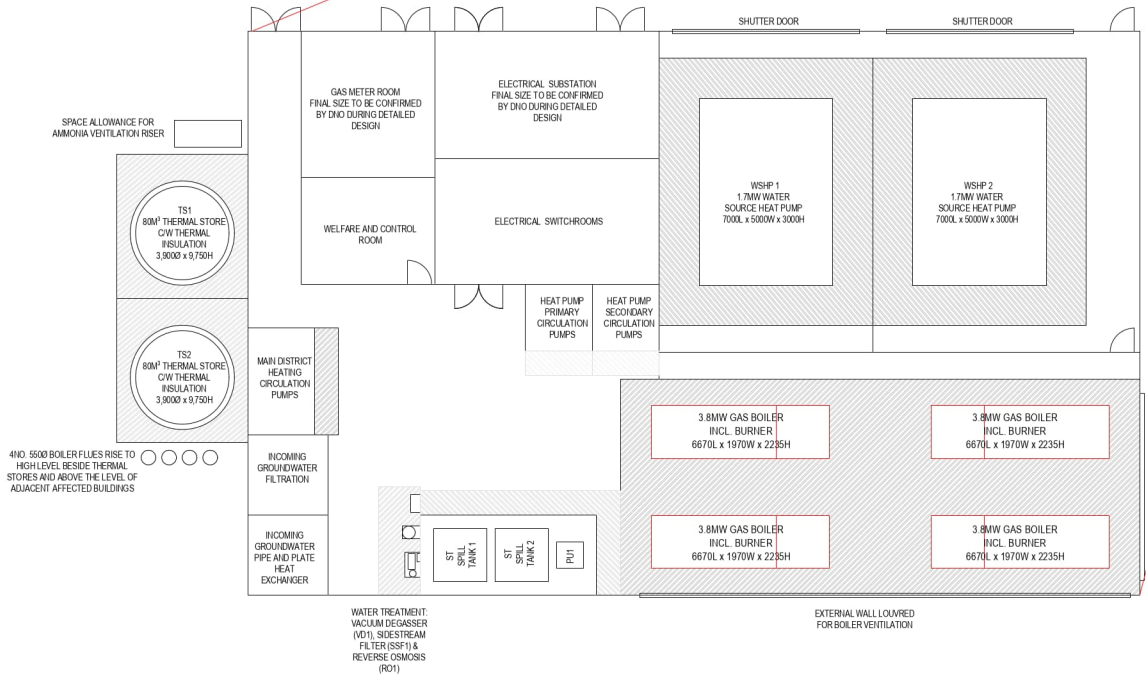 SHUTTER DOOR
SHUTTER DOOR
GAS METER ROOM
FINAL SIZE TO BE CONFIRMED
BY DNO DURING DETAILED
DESIGN
ELECTRICAL SUBSTATION
FINAL SIZE TO BE CONFIRMED
BY DNO DURING DETAILED
DESIGN
SPACE ALLOWANCE FOR
AMMONIA VENTILATION RISER
WSHP 1
1.7MW WATER
SOURCE HEAT PUMP
7000L x 5000W x 3000H
WSHP 2
1.7MW WATER
SOURCE HEAT PUMP
7000L x 5000W x 3000H
TS1
80M³ THERMAL STORE
C/W THERMAL
INSULATION
3,900Ø x 9,750H
WELFARE AND CONTROL
ROOM
ELECTRICAL SWITCHROOMS
HEAT PUMP
PRIMARY
CIRCULATION
PUMPS
HEAT PUMP
SECONDARY
CIRCULATION
PUMPS
TS2
80M³ THERMAL STORE
C/W THERMAL
INSULATION
3,900Ø x 9,750H
MAIN DISTRICT
HEATING
CIRCULATION
PUMPS
3.8MW GAS BOILER
INCL. BURNER
6670L x 1970W x 2235H
3.8MW GAS BOILER
INCL. BURNER
6670L x 1970W x 2235H
4NO. 550Ø BOILER FLUES RISE TO
HIGH LEVEL BESIDE THERMAL
STORES AND ABOVE THE LEVEL OF
ADJACENT AFFECTED BUILDINGS
INCOMING
GROUNDWATER
FILTRATION
INCOMING
GROUNDWATER
PIPE AND PLATE
HEAT
EXCHANGER
ST
SPILL
TANK 1
ST
SPILL
TANK 2
PU1
3.8MW GAS BOILER
INCL. BURNER
6670L x 1970W x 2235H
3.8MW GAS BOILER
INCL. BURNER
6670L x 1970W x 2235H
WATER TREATMENT:
VACUUM DEGASSER
(VD1), SIDESTREAM
FILTER (SSF1) &
REVERSE OSMOSIS
(RO1)
EXTERNAL WALL LOUVRED
FOR BOILER VENTILATION